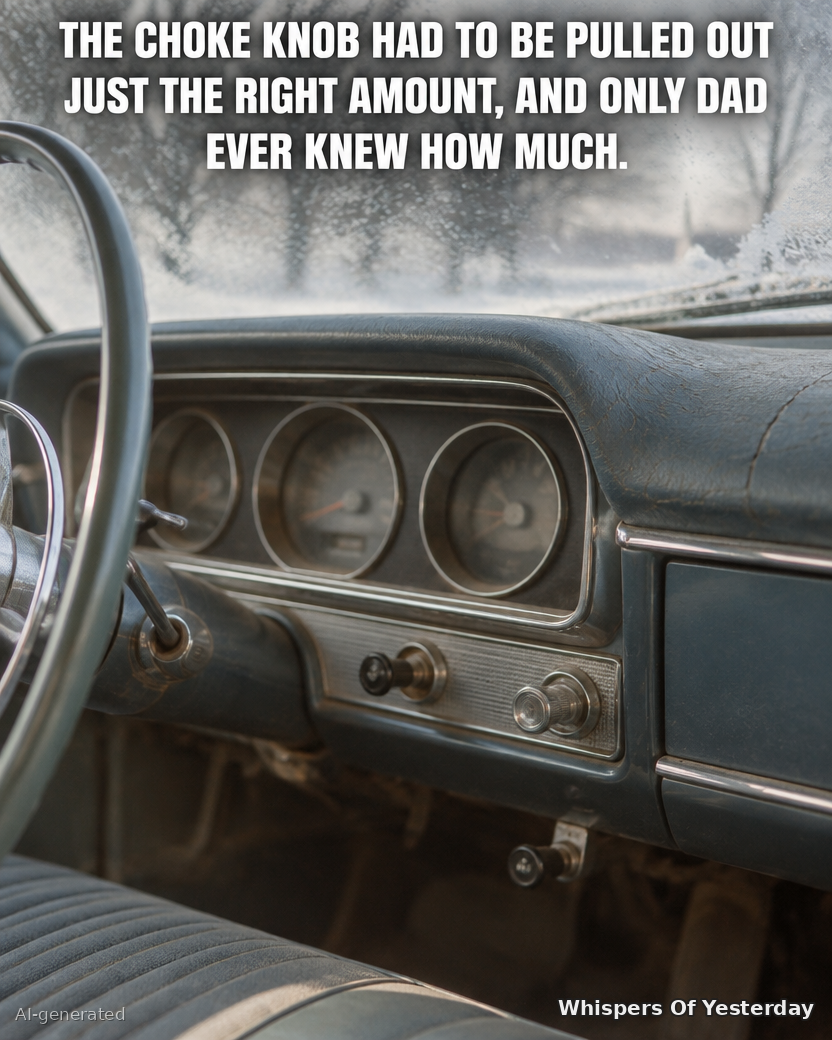 THE CHOKE KNOB HAD TO BE PULLED OUT
JUST THE RIGHT AMOUNT, AND ONLY DAD
EVER KNEW HOW MUCH.
AI-generated
Whispers Of Yesterday